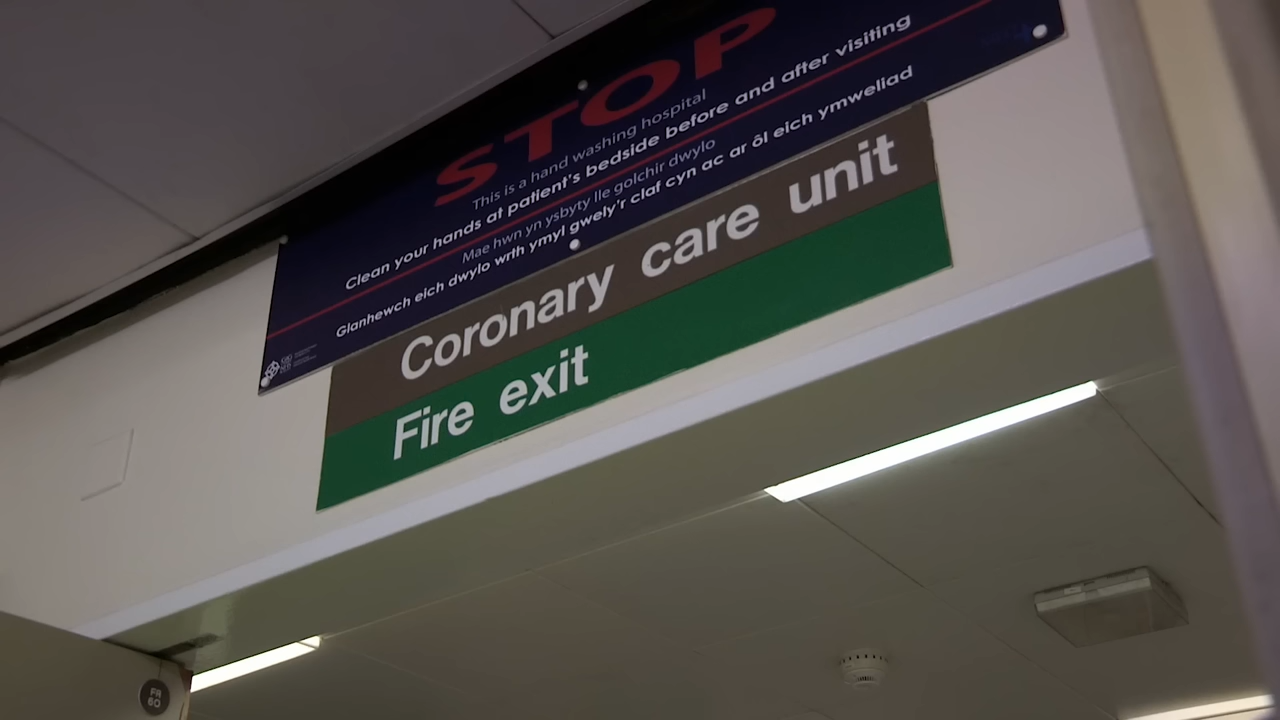 STOP
This is a hand washing hospital
Clean your hands at patient's bedside before and after visiting
Mae hwn yn ysbyty lle golchir dwylo
Glanhewch eich dwylo wrth ymyl gwely'r claf cyn ac ar ôl eich ymweliad
Coronary care unit
Fire exit
FR
60